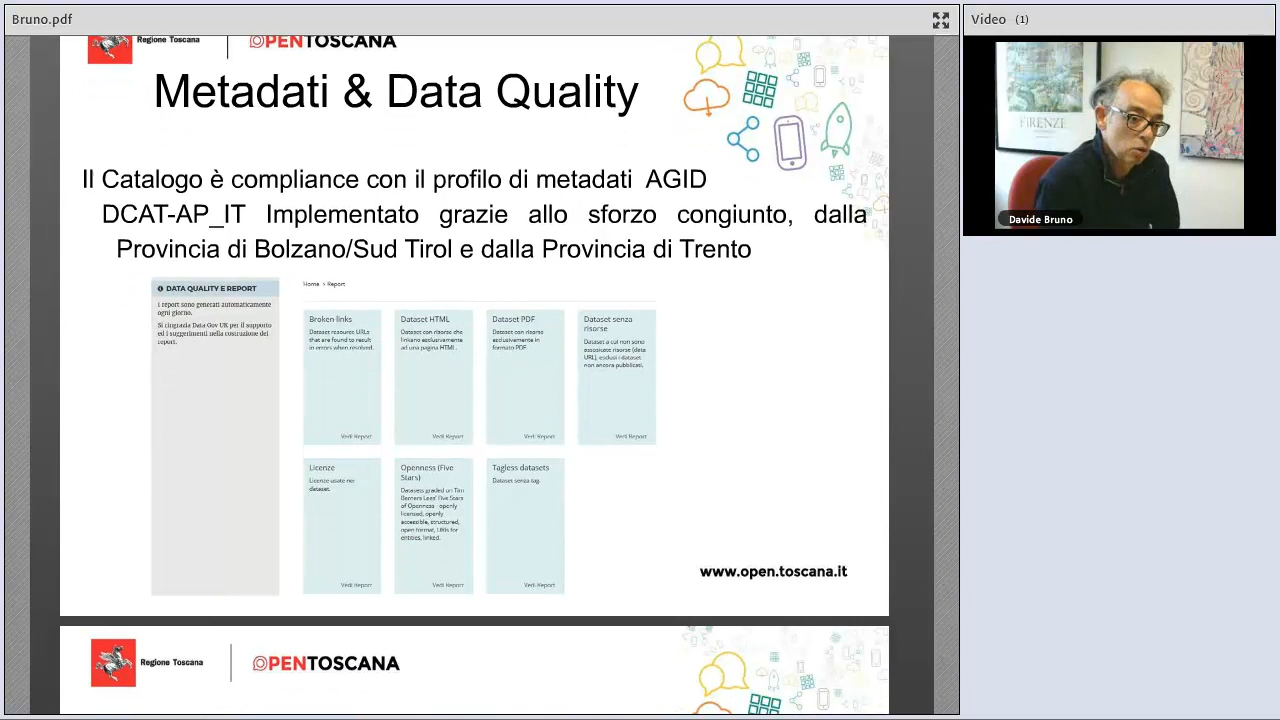 Bruno.pdf
Video (1)
Regione Toscana
OPENTOSCANA
Metadati & Data Quality
Il Catalogo è compliance con il profilo di metadati AGID
DCAT-AP_IT Implementato grazie allo sforzo congiunto, dalla
Provincia di Bolzano/Sud Tirol e dalla Provincia di Trento
DATA QUALITY E REPORT
I report sono generati automaticamente
ogni giorno.
Si ringrazia Data Gov UK per il supporto
ed i suggerimenti nella costruzione dei
report.
Home › Report
Broken links
Dataset resource URLs
that are found to result
in errors when resolved.
Vedi Report
Dataset HTML
Dataset con risorse che
linkano esclusivamente
ad una pagina HTML.
Vedi Report
Dataset PDF
Dataset con risorse
esclusivamente in
formato PDF.
Vedi Report
Dataset senza
risorse
Dataset a cui non sono
associate risorse (data
URL), esclusi i dataset
non ancora pubblicati.
Vedi Report
Licenze
Licenze usate nei
dataset.
Vedi Report
Openness (Five
Stars)
Datasets graded on Tim
Berners Lees' Five Stars
of Openness - openly
licensed, openly
accessible, structured,
open format, URIs for
entities, linked.
Vedi Report
Tagless datasets
Dataset senza tag.
Vedi Report
www.open.toscana.it
Regione Toscana
OPENTOSCANA
FIRENZE
Davide Bruno